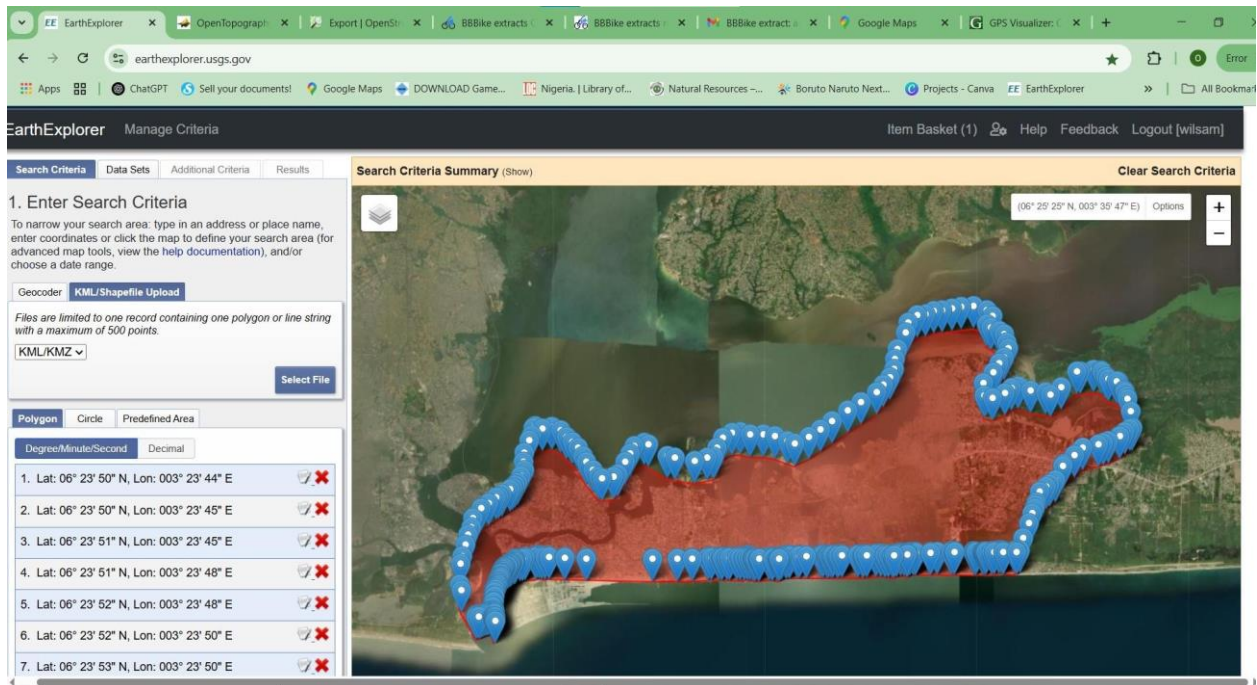 EarthExplorer
OpenTopograph
Export | OpenStr
BBBike extracts
BBBike extracts
BBBike extract:
Google Maps
GPS Visualizer:
earthexplorer.usgs.gov
Error
Apps
ChatGPT
Sell your documents!
Google Maps
DOWNLOAD Game...
Nigeria. | Library of...
Natural Resources –...
Boruto Naruto Next...
Projects - Canva
EE EarthExplorer
»
All Bookmar
EarthExplorer Manage Criteria
Item Basket (1) Help Feedback Logout [wilsam]
Search Criteria Data Sets Additional Criteria Results
Search Criteria Summary (Show)
Clear Search Criteria
1. Enter Search Criteria
To narrow your search area: type in an address or place name,
enter coordinates or click the map to define your search area (for
advanced map tools, view the help documentation), and/or
choose a date range.
(06° 25' 25" N, 003° 35' 47" E) Options
+
−
Geocoder KML/Shapefile Upload
Files are limited to one record containing one polygon or line string
with a maximum of 500 points.
KML/KMZ
Select File
Polygon Circle Predefined Area
Degree/Minute/Second Decimal
1. Lat: 06° 23' 50" N, Lon: 003° 23' 44" E
2. Lat: 06° 23' 50" N, Lon: 003° 23' 45" E
3. Lat: 06° 23' 51" N, Lon: 003° 23' 45" E
4. Lat: 06° 23' 51" N, Lon: 003° 23' 48" E
5. Lat: 06° 23' 52" N, Lon: 003° 23' 48" E
6. Lat: 06° 23' 52" N, Lon: 003° 23' 50" E
7. Lat: 06° 23' 53" N, Lon: 003° 23' 50" E